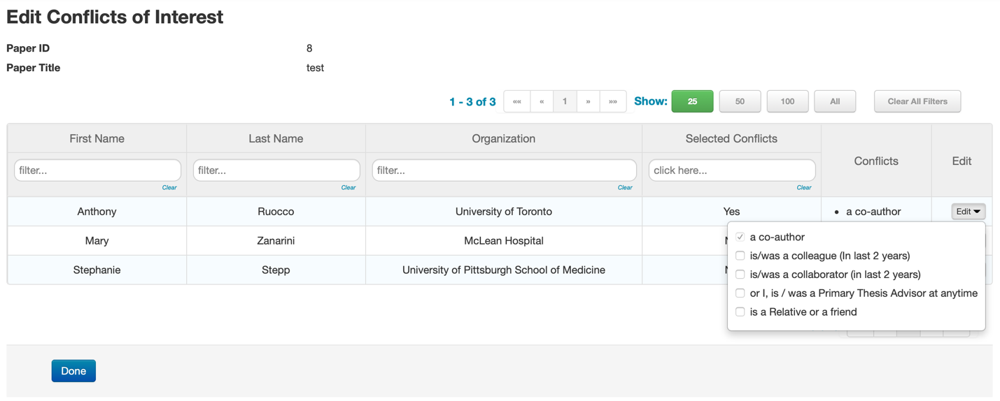 Edit Conflicts of Interest
Paper ID 8
Paper Title test
1 - 3 of 3 «« « 1 » »» Show: 25 50 100 All Clear All Filters
First Name Last Name Organization Selected Conflicts Conflicts Edit
filter... filter... filter... click here...
Clear Clear Clear Clear
Anthony Ruocco University of Toronto Yes • a co-author Edit
Mary Zanarini McLean Hospital
Stephanie Stepp University of Pittsburgh School of Medicine
a co-author
is/was a colleague (In last 2 years)
is/was a collaborator (in last 2 years)
or I, is / was a Primary Thesis Advisor at anytime
is a Relative or a friend
Done